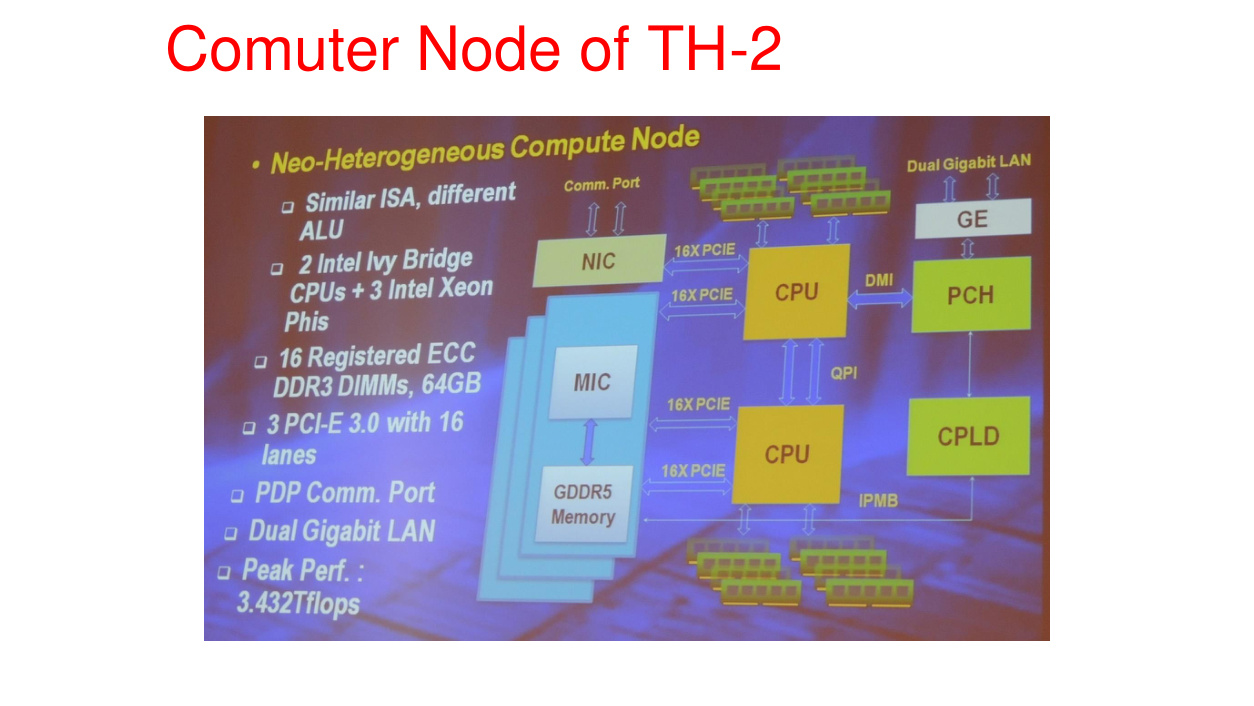 Comuter Node of TH-2
• Neo-Heterogeneous Compute Node
Similar ISA, different
ALU
2 Intel Ivy Bridge
CPUs + 3 Intel Xeon
Phis
16 Registered ECC
DDR3 DIMMs, 64GB
3 PCI-E 3.0 with 16
lanes
PDP Comm. Port
Dual Gigabit LAN
Peak Perf. :
3.432Tflops
Comm. Port
Dual Gigabit LAN
NIC
16X PCIE
16X PCIE
CPU
DMI
GE
PCH
QPI
MIC
GDDR5
Memory
16X PCIE
16X PCIE
CPU
CPLD
IPMB